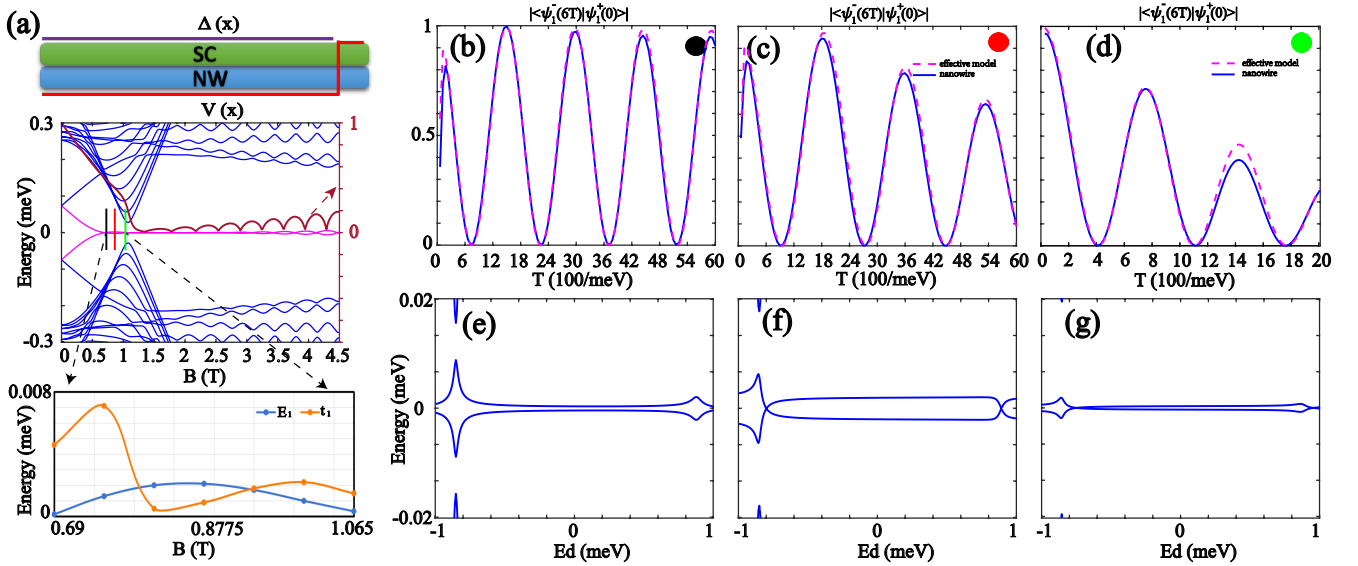 (a)
Δ (x)
SC
NW
V (x)
0.3
0
-0.3
Energy (meV)
1
0
0 0.5 1 1.5 2 2.5 3 3.5 4 4.5
B (T)
0.008
0
Energy (meV)
E₁ t₁
0.69 0.8775 1.065
B (T)
|<ψ₁⁻(6T)|ψ₁⁺(0)>|
(b)
1
0.5
0
0 6 12 18 24 30 36 42 48 54 60
T (100/meV)
|<ψ₁⁻(6T)|ψ₁⁺(0)>|
(c)
effective model
nanowire
0 6 12 18 24 30 36 42 48 54 60
T (100/meV)
|<ψ₁⁻(6T)|ψ₁⁺(0)>|
(d)
effective model
nanowire
0 2 4 6 8 10 12 14 16 18 20
T (100/meV)
(e)
0.02
0
-0.02
Energy (meV)
-1 0 1
Ed (meV)
(f)
-1 0 1
Ed (meV)
(g)
-1 0 1
Ed (meV)